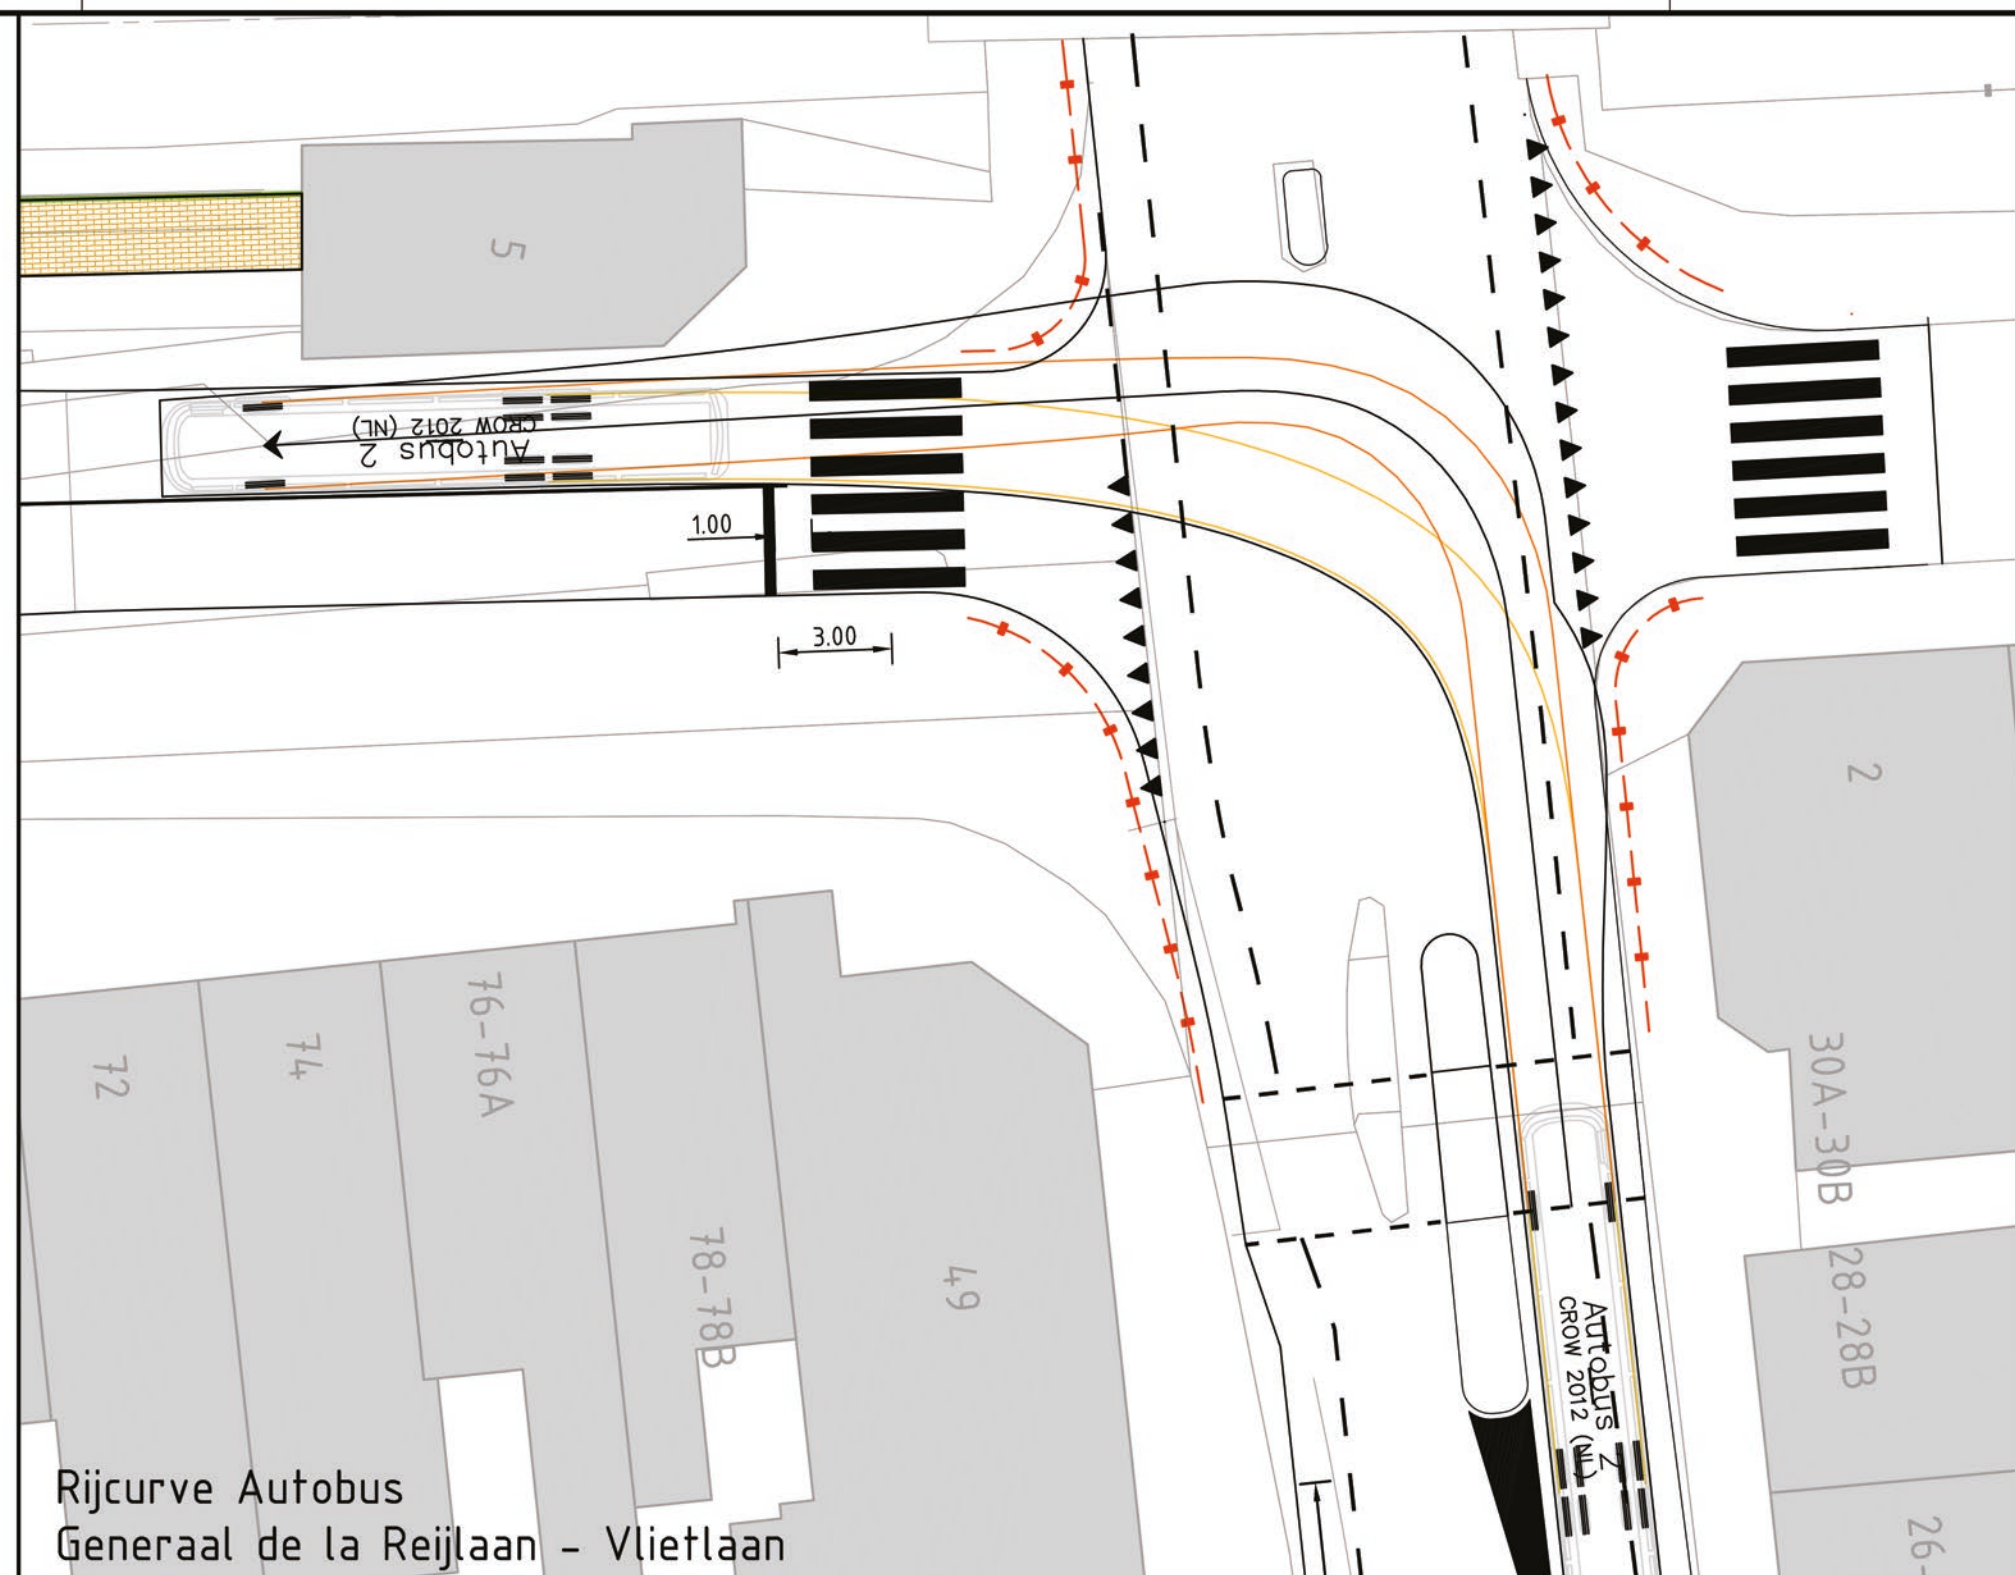 5
CROW 2012 (NL)
Autobus 2
1.00
3.00
2
72
74
76-76A
78-78B
49
30A-30B
28-28B
26-
Autobus 2
CROW 2012 (NL)
Rijcurve Autobus
Generaal de la Reijlaan - Vlietlaan